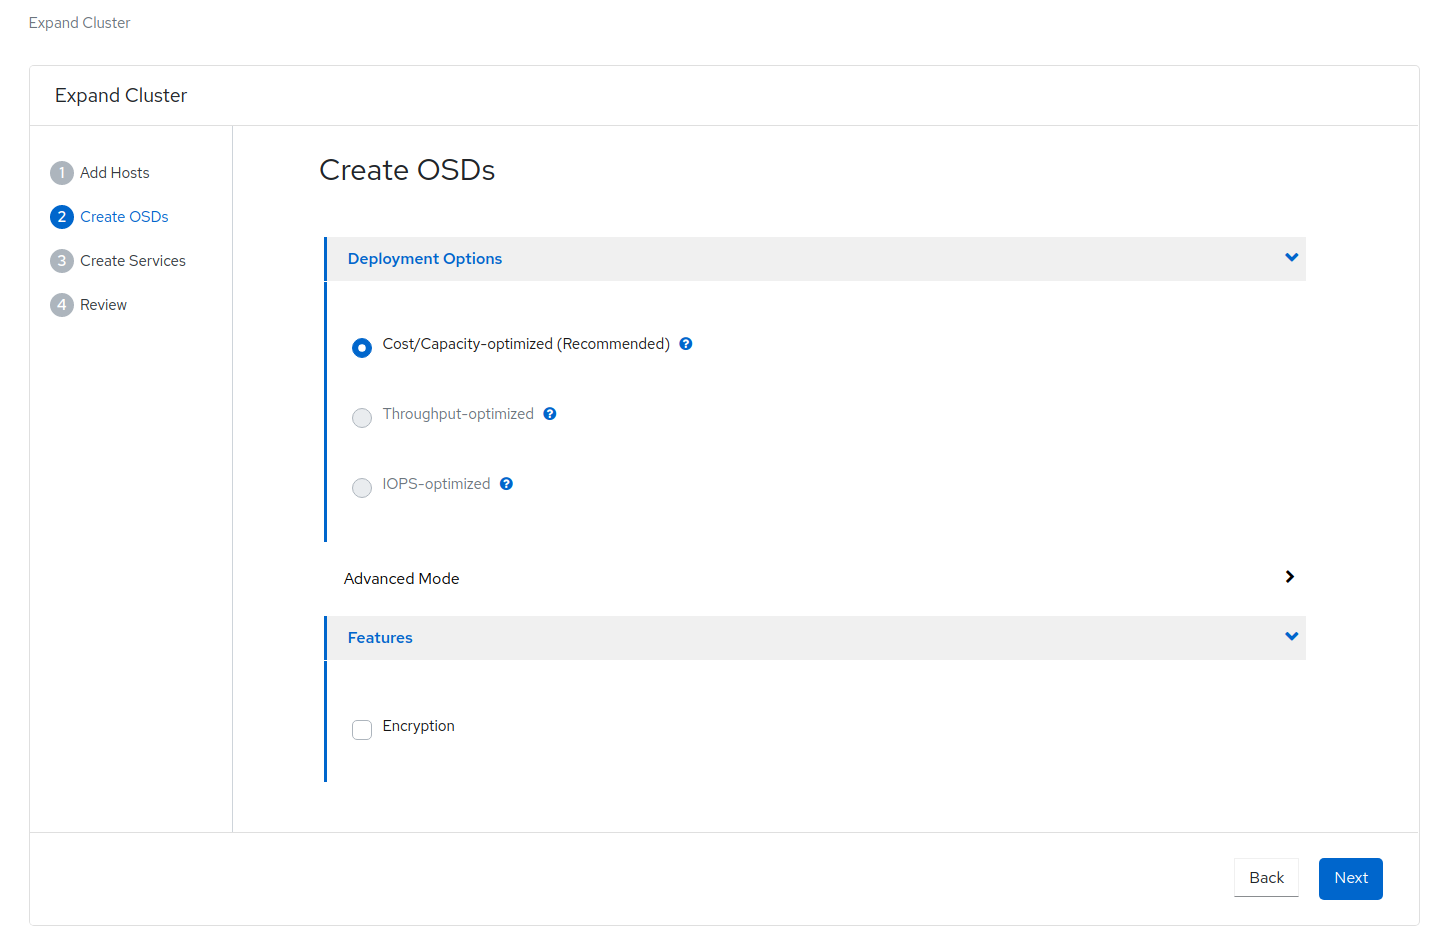 Expand Cluster
Expand Cluster
1 Add Hosts
2 Create OSDs
3 Create Services
4 Review
Create OSDs
Deployment Options
Cost/Capacity-optimized (Recommended) ?
Throughput-optimized ?
IOPS-optimized ?
Advanced Mode
Features
Encryption
Back Next